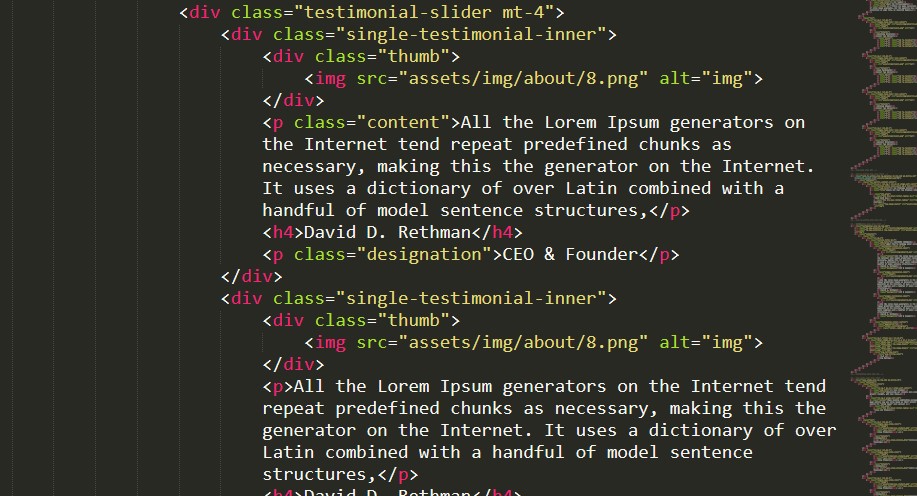 <div class="testimonial-slider mt-4">
<div class="single-testimonial-inner">
<div class="thumb">
<img src="assets/img/about/8.png" alt="img">
</div>
<p class="content">All the Lorem Ipsum generators on
the Internet tend repeat predefined chunks as
necessary, making this the generator on the Internet.
It uses a dictionary of over Latin combined with a
handful of model sentence structures,</p>
<h4>David D. Rethman</h4>
<p class="designation">CEO & Founder</p>
</div>
<div class="single-testimonial-inner">
<div class="thumb">
<img src="assets/img/about/8.png" alt="img">
</div>
<p>All the Lorem Ipsum generators on the Internet tend
repeat predefined chunks as necessary, making this the
generator on the Internet. It uses a dictionary of over
Latin combined with a handful of model sentence
structures,</p>
<h4>David D. Rethman</h4>